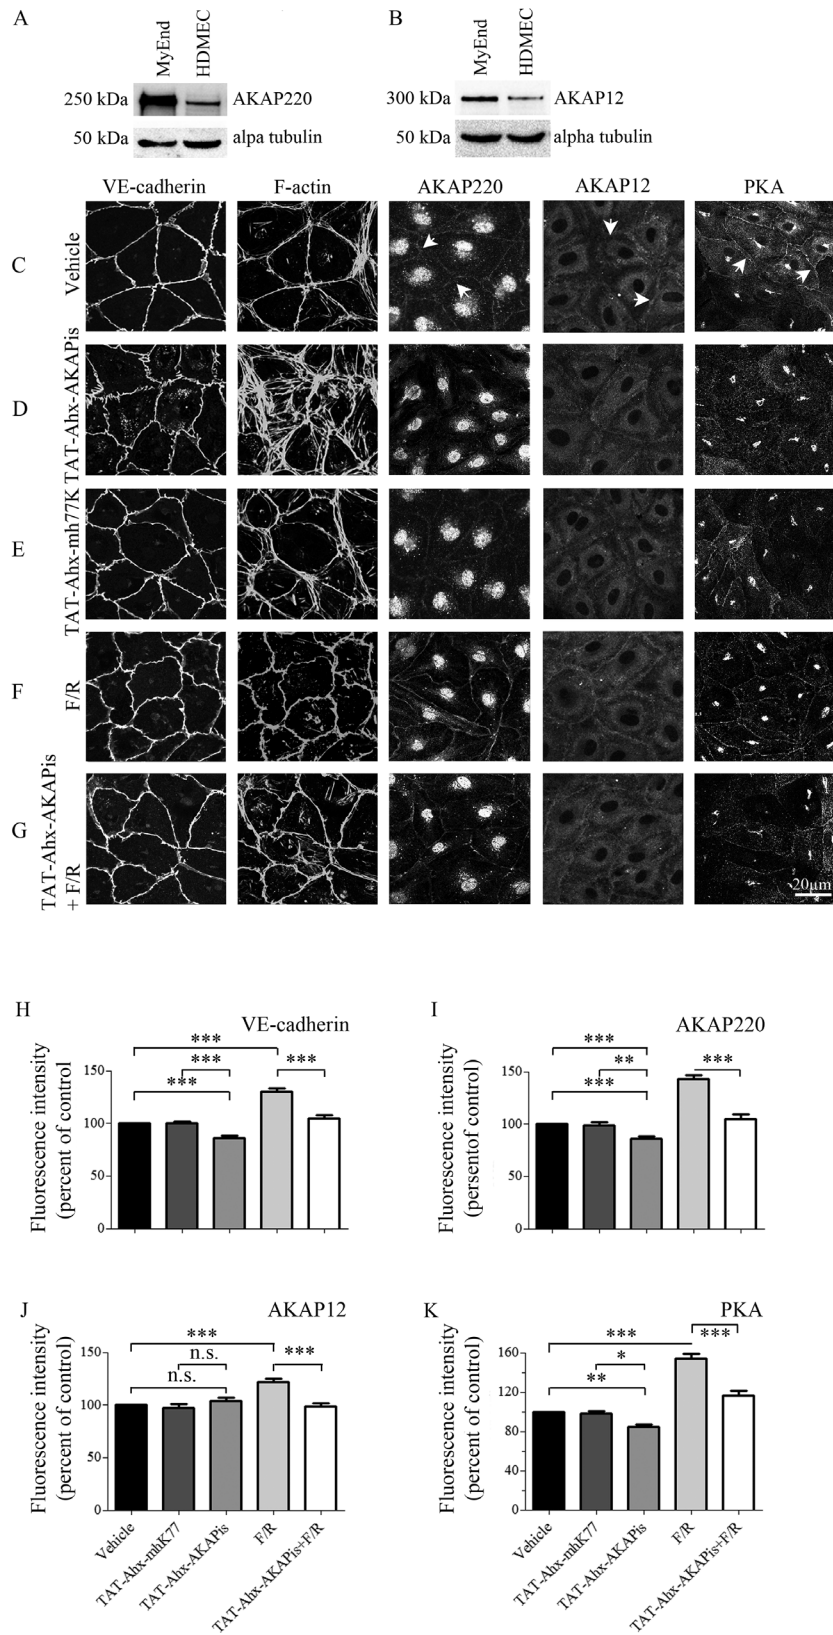 A
MyEnd
HDMEC
250 kDa
AKAP220
50 kDa
alpa tubulin
B
MyEnd
HDMEC
300 kDa
AKAP12
50 kDa
alpha tubulin
VE-cadherin
F-actin
AKAP220
AKAP12
PKA
C
Vehicle
D
TAT-Ahx-AKAPis
E
TAT-Ahx-mh77K
F
F/R
G
TAT-Ahx-AKAPis
+ F/R
20µm
H
VE-cadherin
Fluorescence intensity
(percent of control)
150
100
50
0
***
***
***
***
I
AKAP220
Fluorescence intensity
(persentof control)
150
100
50
0
***
**
***
***
J
AKAP12
Fluorescence intensity
(percent of control)
150
100
50
0
***
n.s.
***
n.s.
Vehicle
TAT-Ahx-mhK77
TAT-Ahx-AKAPis
F/R
TAT-Ahx-AKAPis+F/R
K
PKA
Fluorescence intensity
(percent of control)
160
120
80
40
0
***
***
*
**
Vehicle
TAT-Ahx-mhK77
TAT-Ahx-AKAPis
F/R
TAT-Ahx-AKAPis+F/R